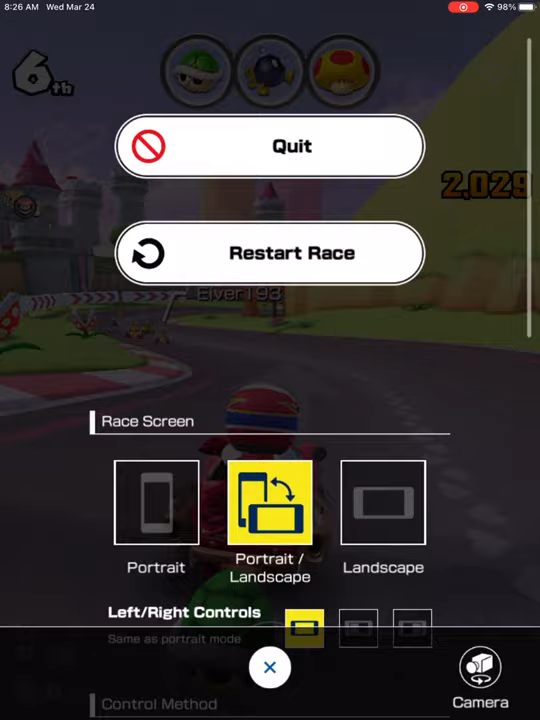 8:26 AM Wed Mar 24
98%
6th
Quit
2,029
Restart Race
Elver193
Race Screen
Portrait
Portrait /
Landscape
Landscape
Left/Right Controls
Same as portrait mode
Camera
Control Method